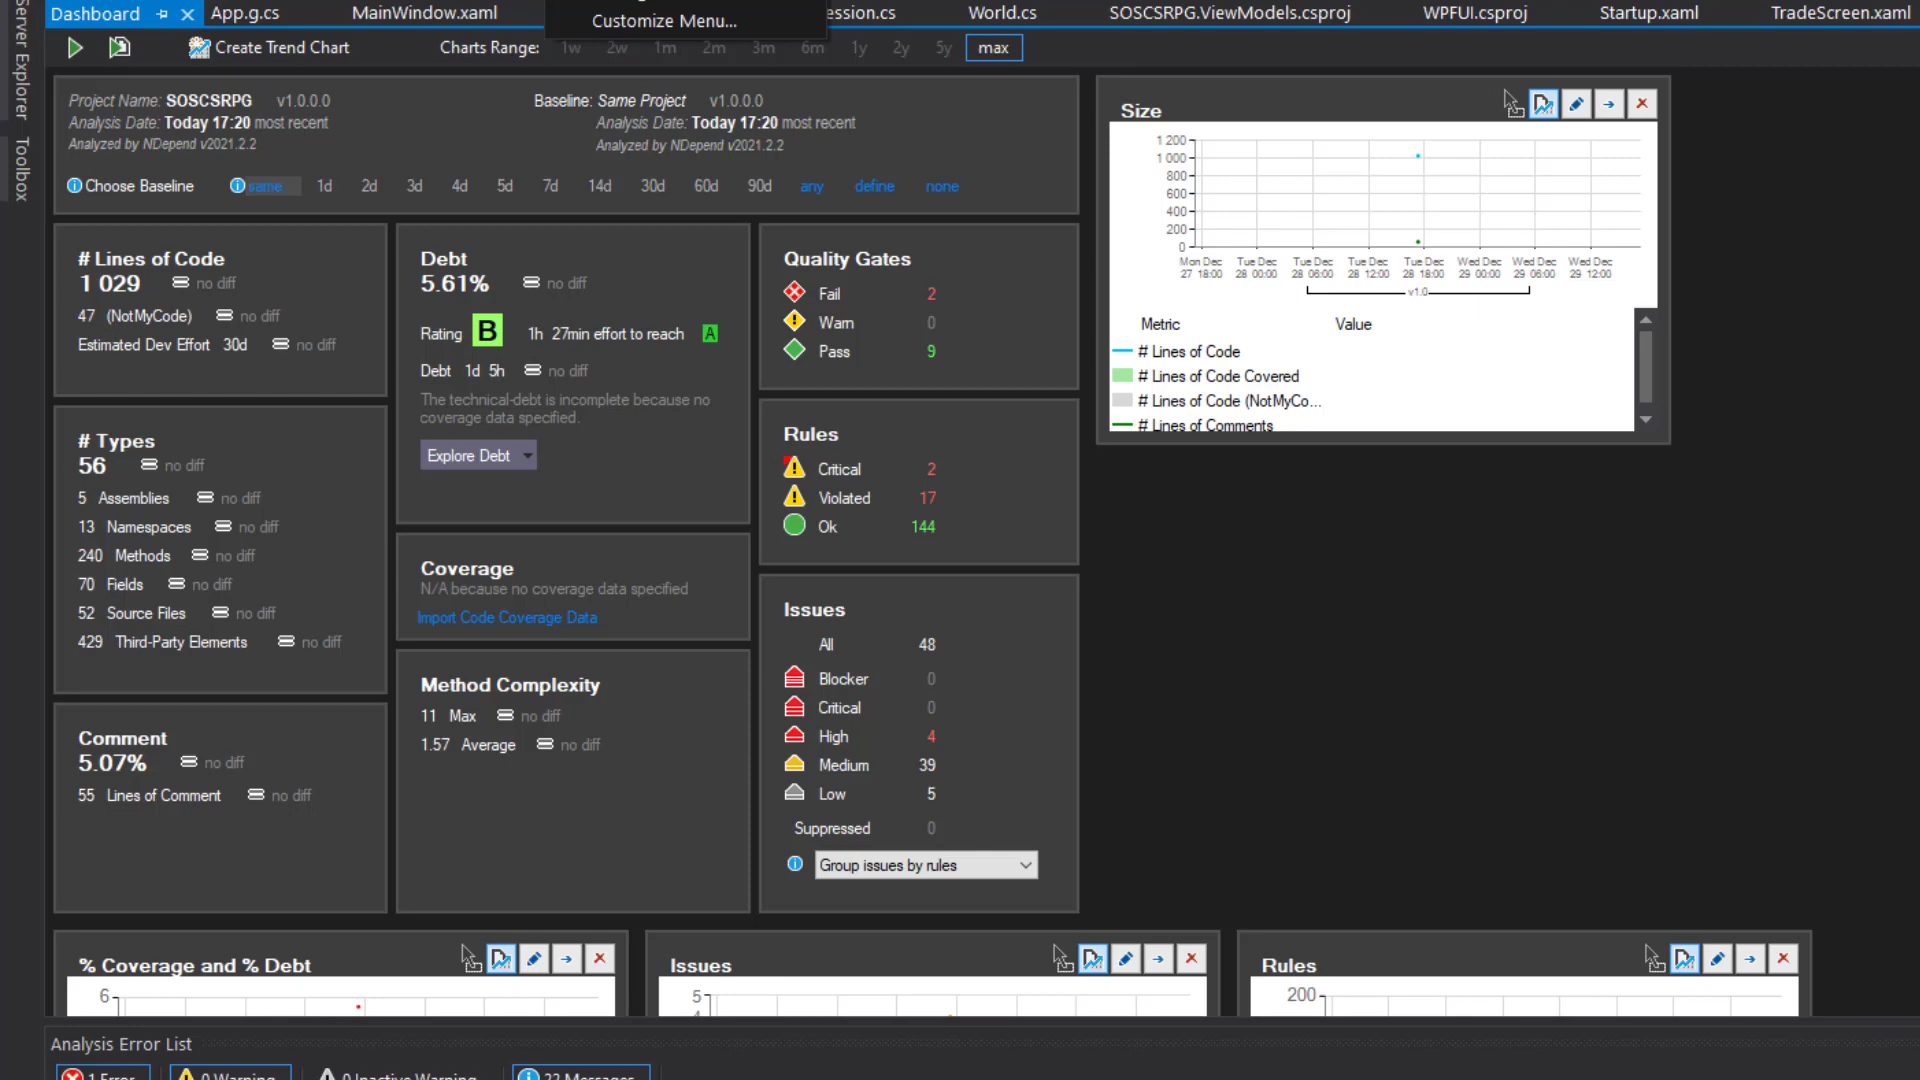 Server Explorer
Toolbox
Dashboard
App.g.cs
MainWindow.xaml
ession.cs
World.cs
SOSCSRPG.ViewModels.csproj
WPFUI.csproj
Startup.xaml
TradeScreen.xaml
Customize Menu...
Create Trend Chart
Charts Range: 1w 2w 1m 2m 3m 6m 1y 2y 5y max
Project Name: SOSCSRPG v1.0.0.0
Analysis Date: Today 17:20 most recent
Analyzed by NDepend v2021.2.2
Baseline: Same Project v1.0.0.0
Analysis Date: Today 17:20 most recent
Analyzed by NDepend v2021.2.2
Choose Baseline same 1d 2d 3d 4d 5d 7d 14d 30d 60d 90d any define none
# Lines of Code
1 029 no diff
47 (NotMyCode) no diff
Estimated Dev Effort 30d no diff
# Types
56 no diff
5 Assemblies no diff
13 Namespaces no diff
240 Methods no diff
70 Fields no diff
52 Source Files no diff
429 Third-Party Elements no diff
Comment
5.07% no diff
55 Lines of Comment no diff
Debt
5.61% no diff
Rating B 1h 27min effort to reach A
Debt 1d 5h no diff
The technical-debt is incomplete because no
coverage data specified.
Explore Debt
Coverage
N/A because no coverage data specified
Import Code Coverage Data
Method Complexity
11 Max no diff
1.57 Average no diff
Quality Gates
Fail 2
Warn 0
Pass 9
Rules
Critical 2
Violated 17
Ok 144
Issues
All 48
Blocker 0
Critical 0
High 4
Medium 39
Low 5
Suppressed 0
Group issues by rules
Size
1 200
1 000
800
600
400
200
0
Mon Dec Tue Dec Tue Dec Tue Dec Tue Dec Wed Dec Wed Dec Wed Dec
27 18:00 28 00:00 28 06:00 28 12:00 28 18:00 29 00:00 29 06:00 29 12:00
v1.0
Metric Value
# Lines of Code
# Lines of Code Covered
# Lines of Code (NotMyCo...
# Lines of Comments
% Coverage and % Debt
6
Issues
5
4
Rules
200
Analysis Error List
1 Error 0 Warning 0 Inactive Warning 22 Messages